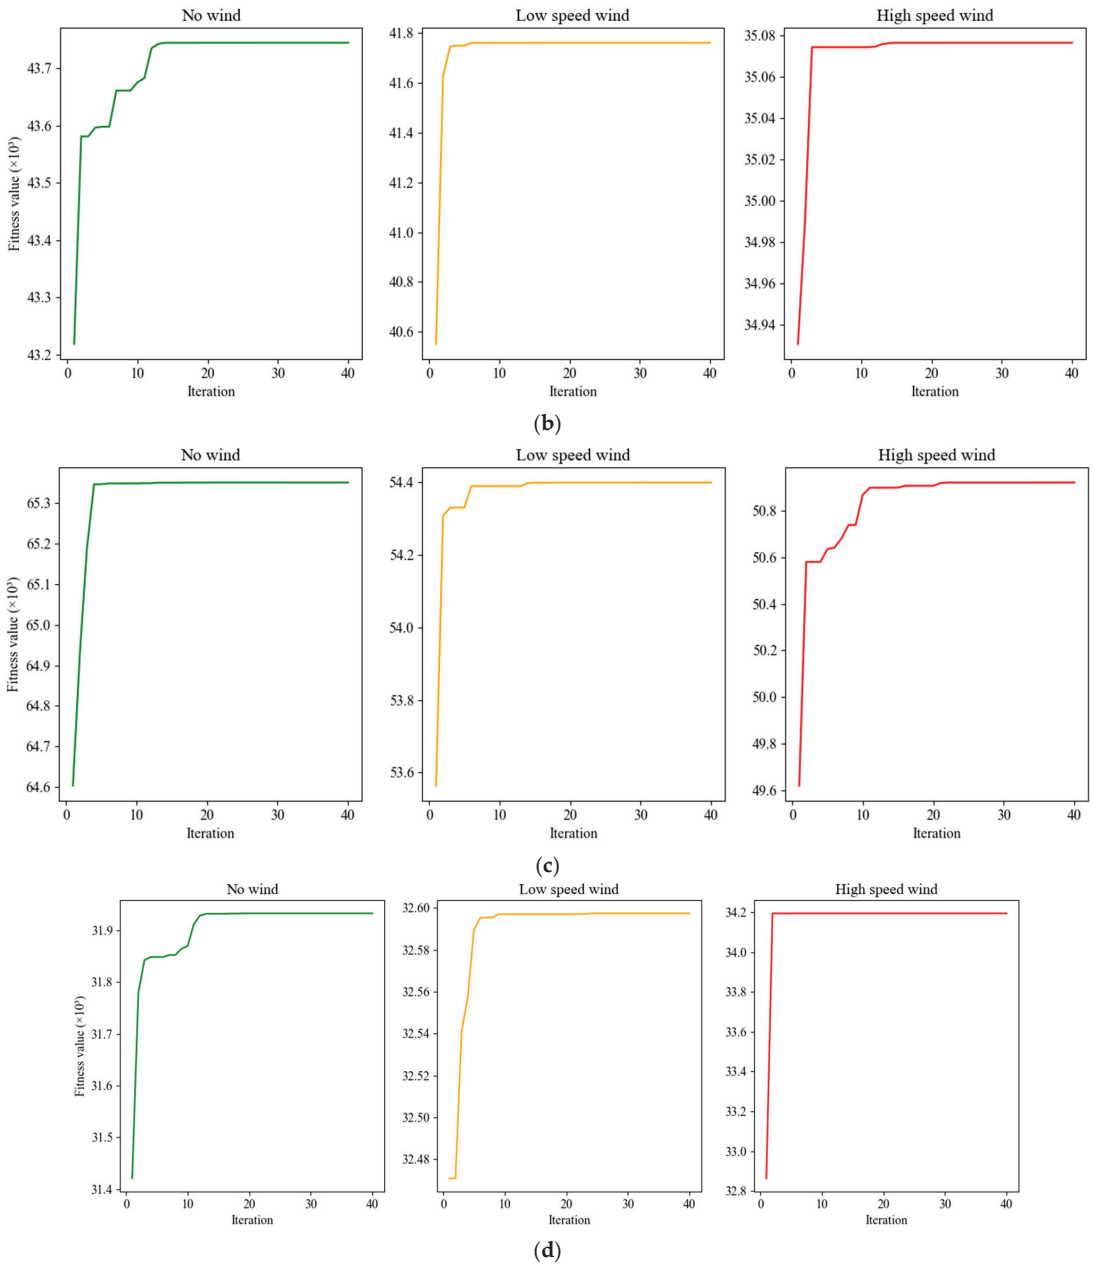 No wind
Low speed wind
High speed wind
Fitness value (×10³)
43.7
43.6
43.5
43.4
43.3
43.2
0 10 20 30 40
Iteration
41.8
41.6
41.4
41.2
41.0
40.8
40.6
0 10 20 30 40
Iteration
35.08
35.06
35.04
35.02
35.00
34.98
34.96
34.94
0 10 20 30 40
Iteration
(b)
No wind
Low speed wind
High speed wind
Fitness value (×10³)
65.3
65.2
65.1
65.0
64.9
64.8
64.7
64.6
0 10 20 30 40
Iteration
54.4
54.2
54.0
53.8
53.6
0 10 20 30 40
Iteration
50.8
50.6
50.4
50.2
50.0
49.8
49.6
0 10 20 30 40
Iteration
(c)
No wind
Low speed wind
High speed wind
Fitness value (×10³)
31.9
31.8
31.7
31.6
31.5
31.4
0 10 20 30 40
Iteration
32.60
32.58
32.56
32.54
32.52
32.50
32.48
0 10 20 30 40
Iteration
34.2
34.0
33.8
33.6
33.4
33.2
33.0
32.8
0 10 20 30 40
Iteration
(d)